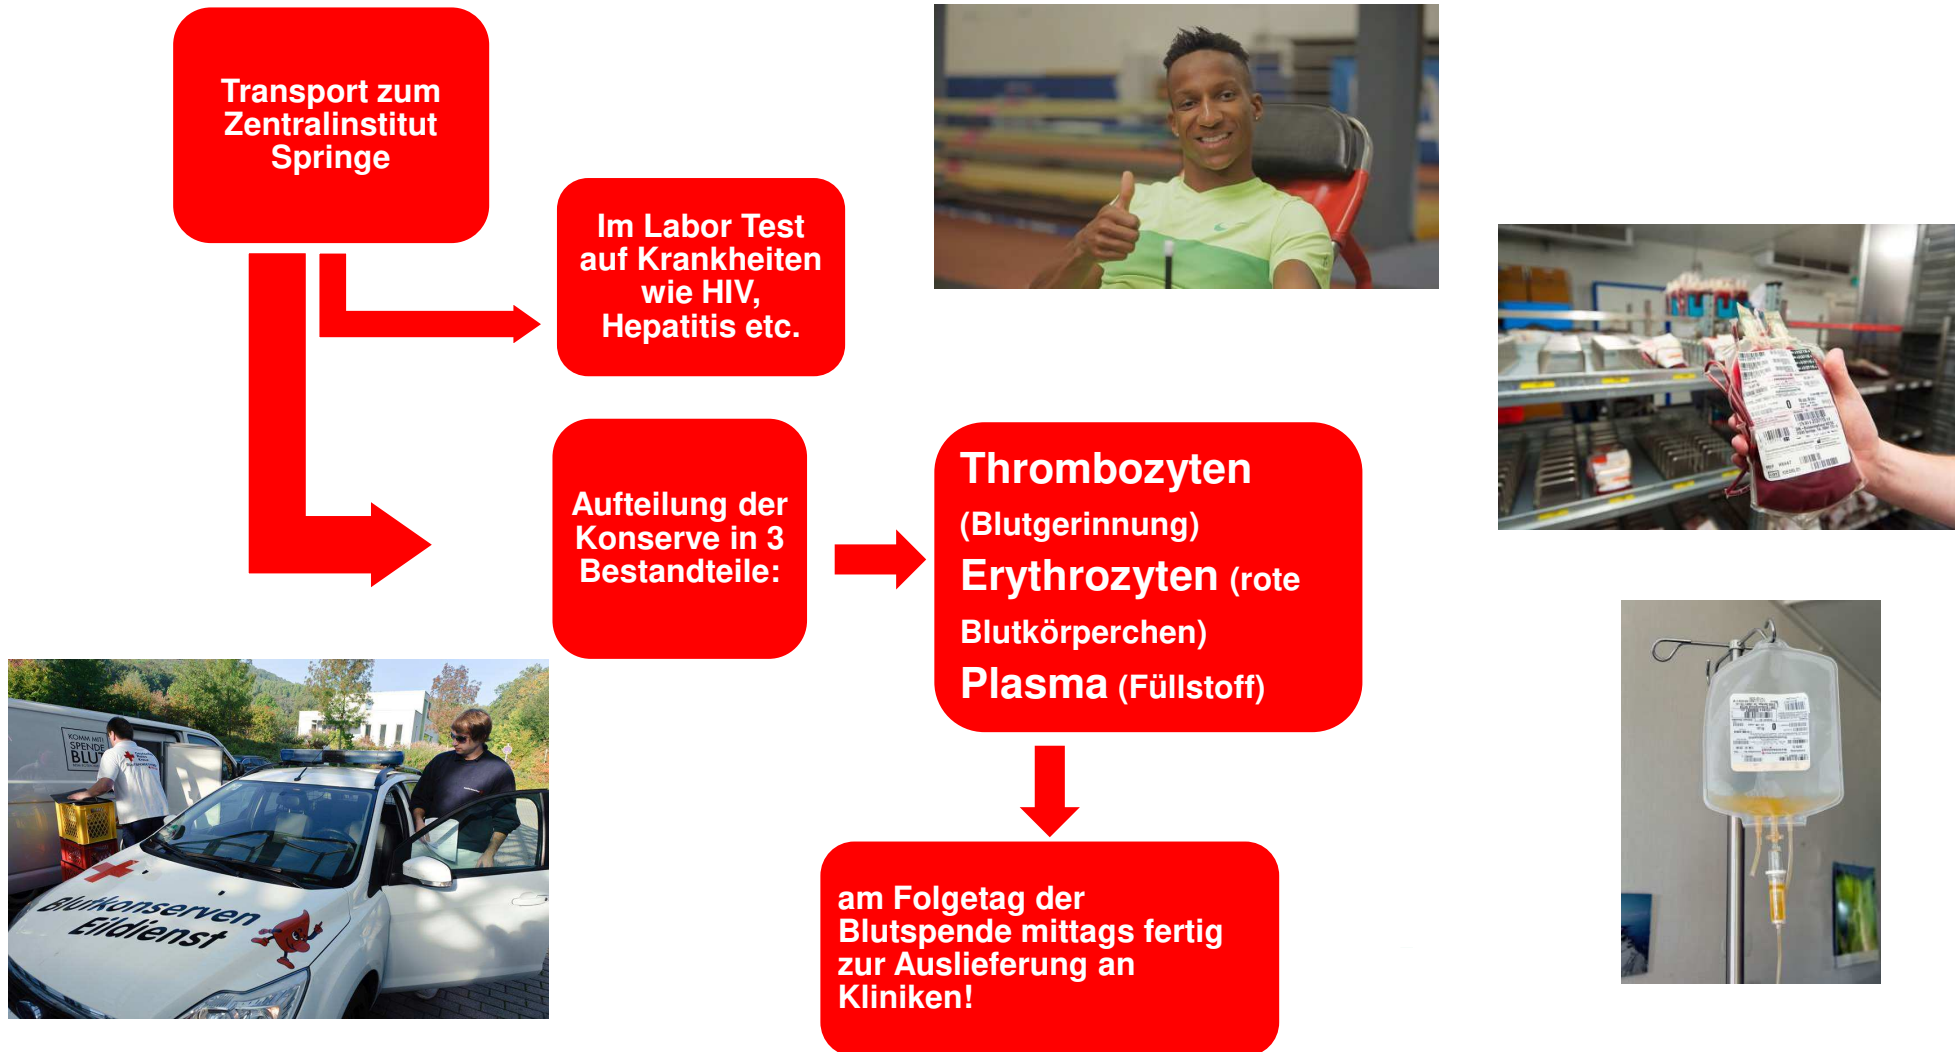 Transport zum
Zentralinstitut
Springe
Im Labor Test
auf Krankheiten
wie HIV,
Hepatitis etc.
Aufteilung der
Konserve in 3
Bestandteile:
Thrombozyten
(Blutgerinnung)
Erythrozyten (rote
Blutkörperchen)
Plasma (Füllstoff)
am Folgetag der
Blutspende mittags fertig
zur Auslieferung an
Kliniken!
KOMM MIT!
SPENDE
BLUT
Blutkonserven
Eildienst